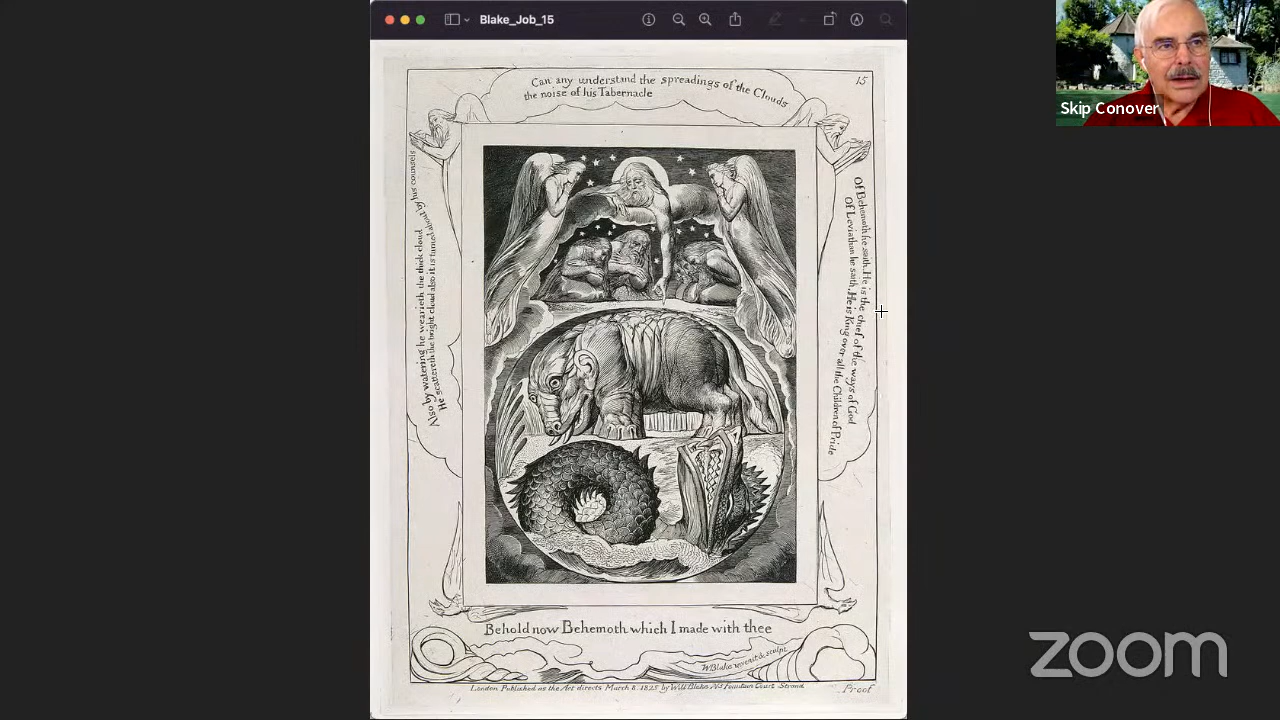 Blake_Job_15
Skip Conover
15
Can any understand the spreadings of the Clouds
the noise of his Tabernacle
Also by watering he wearieth the thick cloud
He scattereth the bright cloud also it is turned about by his counsels
Of Behemoth he saith. He is the chief of the ways of God
Of Leviathan he saith. He is King over all the Children of Pride
Behold now Behemoth which I made with thee
WBlake invenit & sculpt
London Published as the Act directs March 8. 1825 by Will Blake No 3 Fountain Court Strand
Proof
zoom